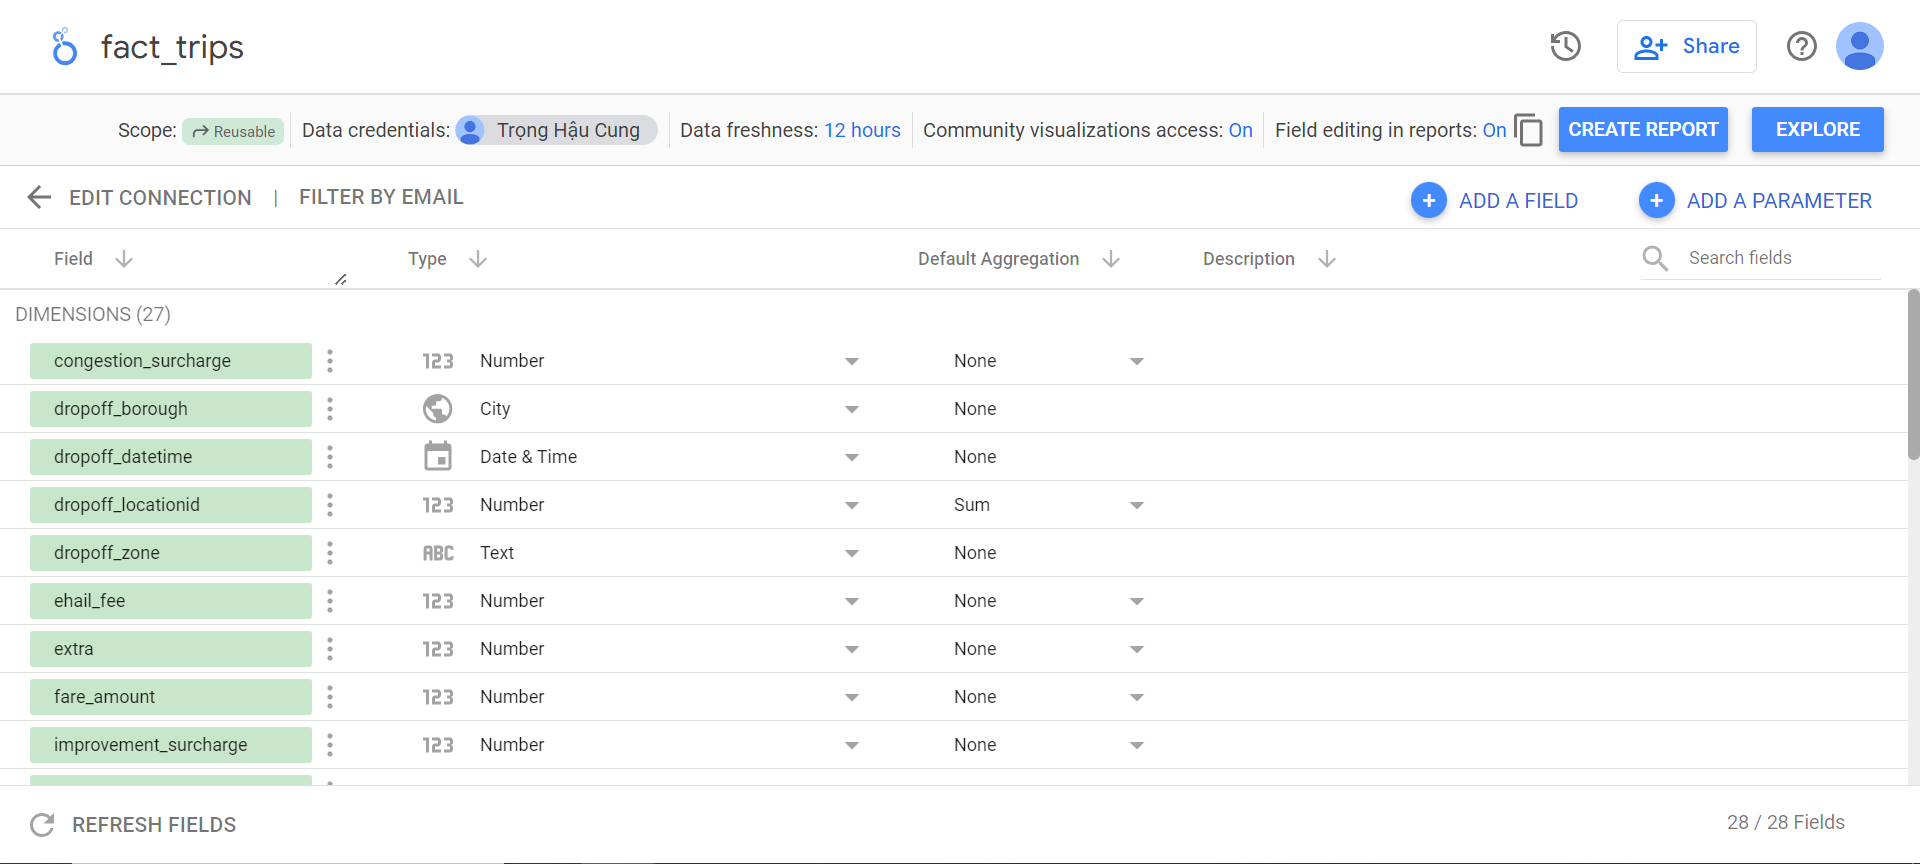 fact_trips
Share
Scope: Reusable Data credentials: Trọng Hậu Cung Data freshness: 12 hours Community visualizations access: On Field editing in reports: On CREATE REPORT EXPLORE
EDIT CONNECTION | FILTER BY EMAIL + ADD A FIELD + ADD A PARAMETER
Field Type Default Aggregation Description Search fields
DIMENSIONS (27)
congestion_surcharge 123 Number None
dropoff_borough City None
dropoff_datetime Date & Time None
dropoff_locationid 123 Number Sum
dropoff_zone ABC Text None
ehail_fee 123 Number None
extra 123 Number None
fare_amount 123 Number None
improvement_surcharge 123 Number None
REFRESH FIELDS 28 / 28 Fields